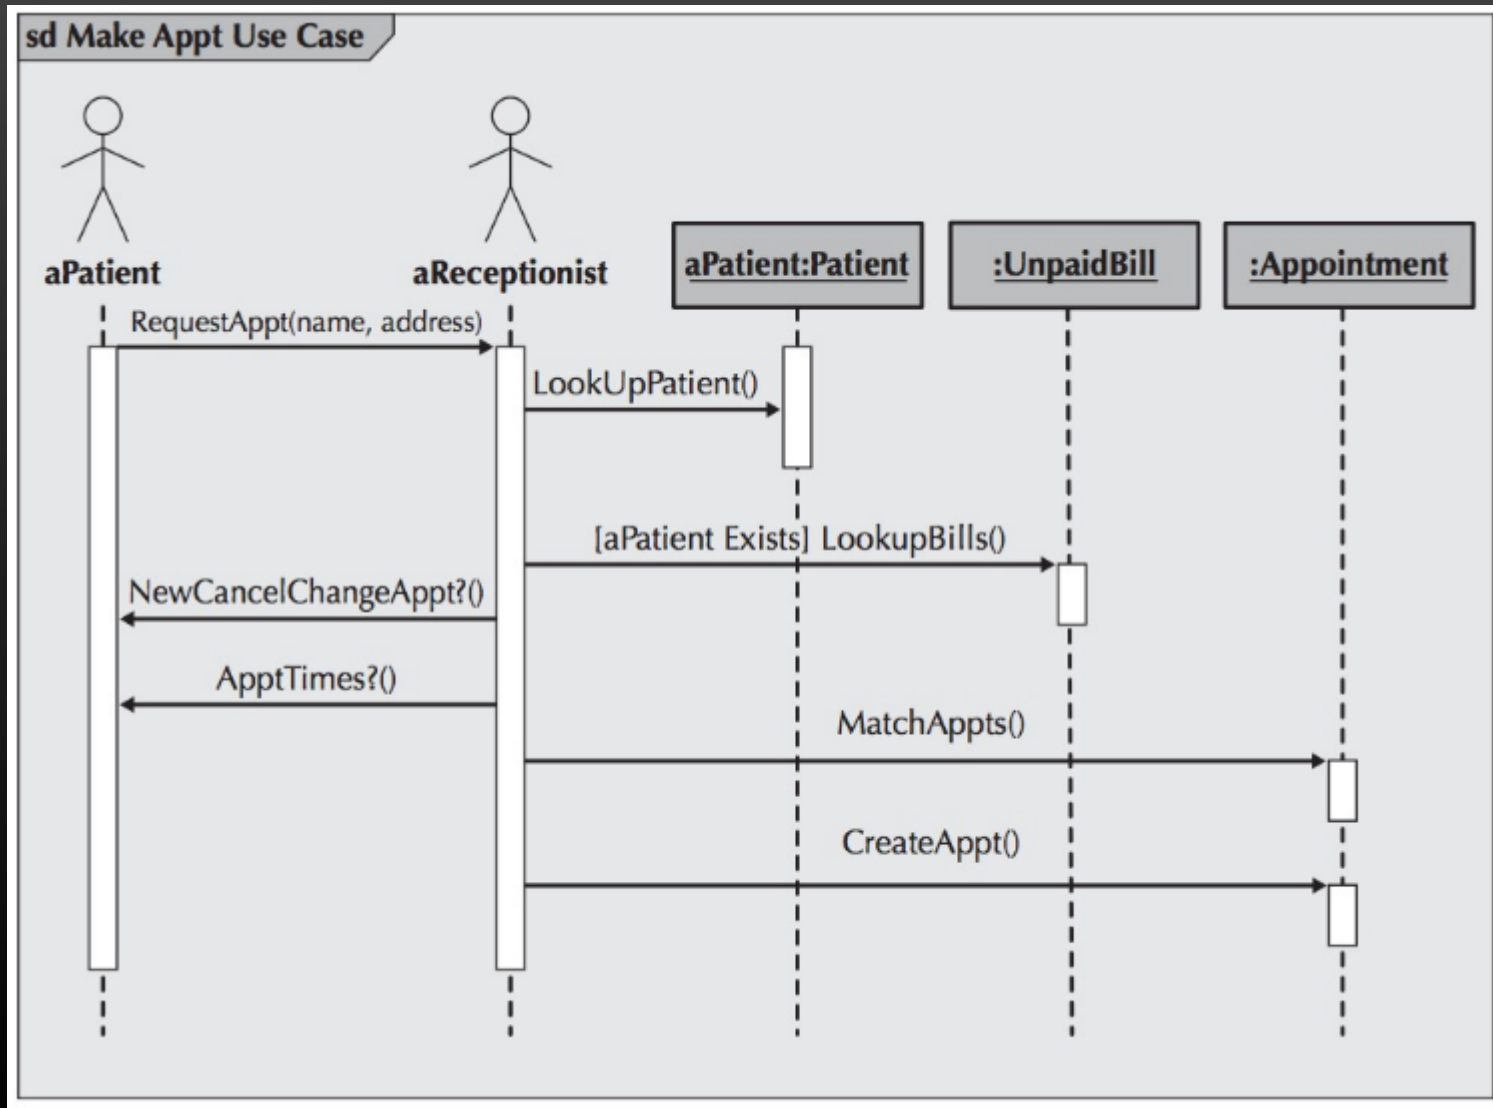 sd Make Appt Use Case
aPatient
aReceptionist
aPatient:Patient
:UnpaidBill
:Appointment
RequestAppt(name, address)
LookUpPatient()
[aPatient Exists] LookupBills()
NewCancelChangeAppt?()
ApptTimes?()
MatchAppts()
CreateAppt()